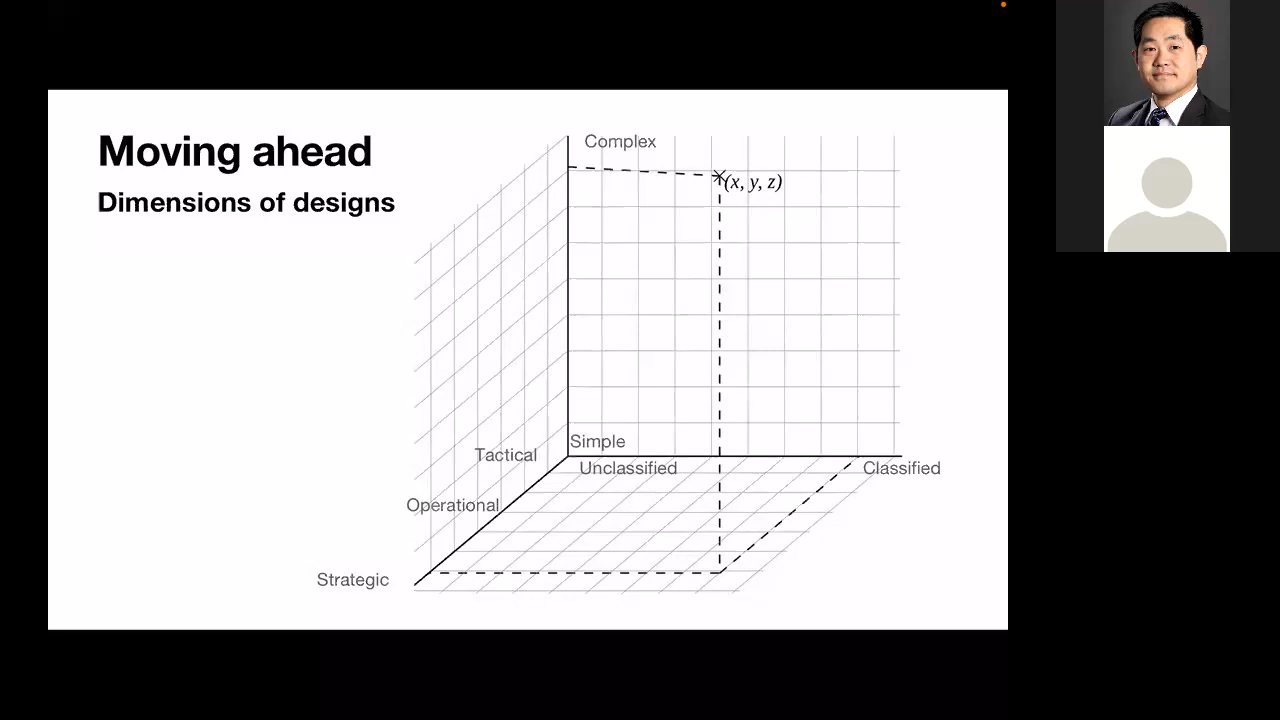 Moving ahead
Dimensions of designs
Complex
(x, y, z)
Simple
Tactical
Unclassified
Classified
Operational
Strategic